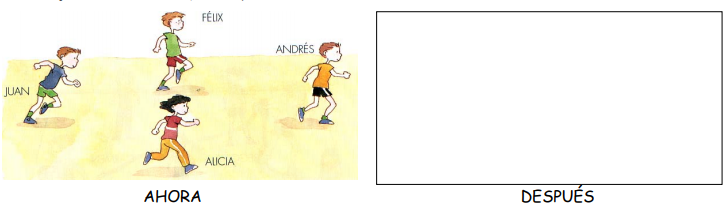 FÉLIX
ANDRÉS
JUAN
ALICIA
AHORA
DESPUÉS